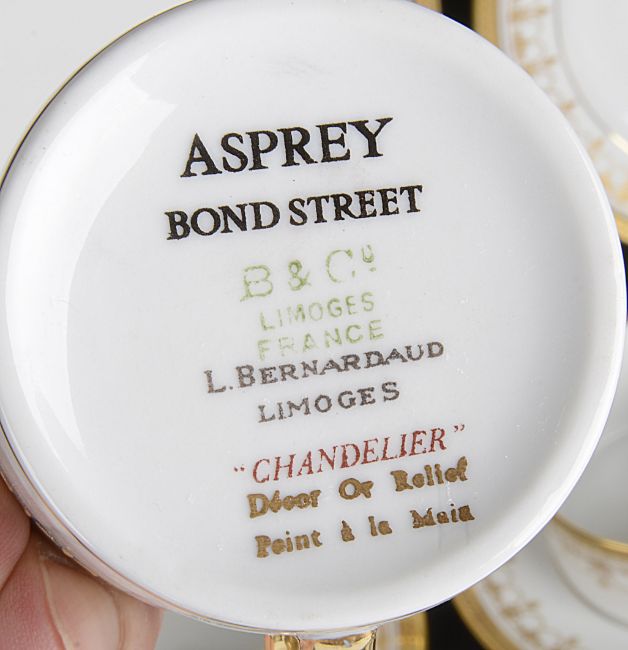 ASPREY
BOND STREET
B & Co
LIMOGES
FRANCE
L. BERNARDAUD
LIMOGES
"CHANDELIER"
Décor Or Relief
Peint à la Main